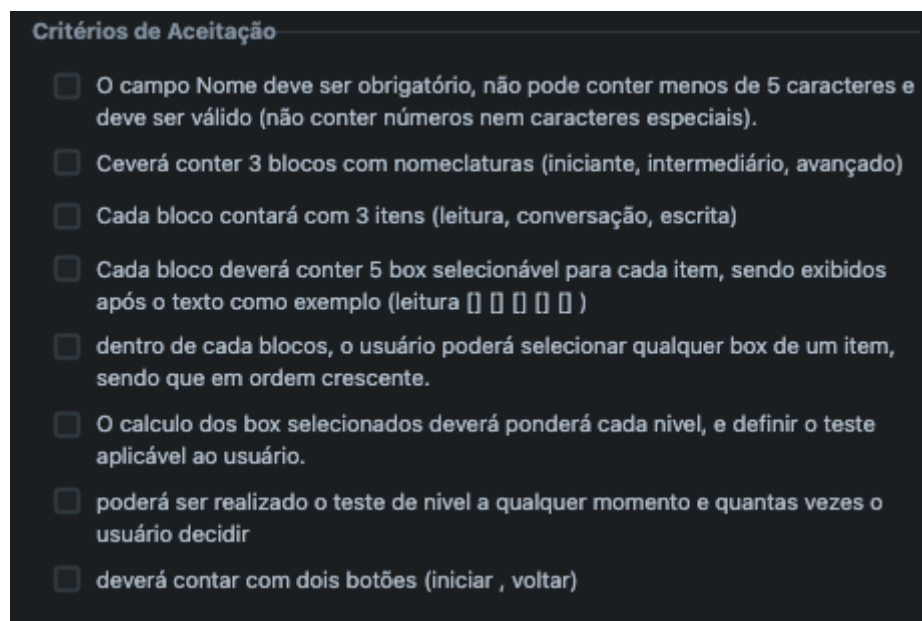 Critérios de Aceitação
O campo Nome deve ser obrigatório, não pode conter menos de 5 caracteres e
deve ser válido (não conter números nem caracteres especiais).
Ceverá conter 3 blocos com nomeclaturas (iniciante, intermediário, avançado)
Cada bloco contará com 3 itens (leitura, conversação, escrita)
Cada bloco deverá conter 5 box selecionável para cada item, sendo exibidos
após o texto como exemplo (leitura [] [] [] [] [] )
dentro de cada blocos, o usuário poderá selecionar qualquer box de um item,
sendo que em ordem crescente.
O calculo dos box selecionados deverá ponderá cada nivel, e definir o teste
aplicável ao usuário.
poderá ser realizado o teste de nivel a qualquer momento e quantas vezes o
usuário decidir
deverá contar com dois botões (iniciar , voltar)